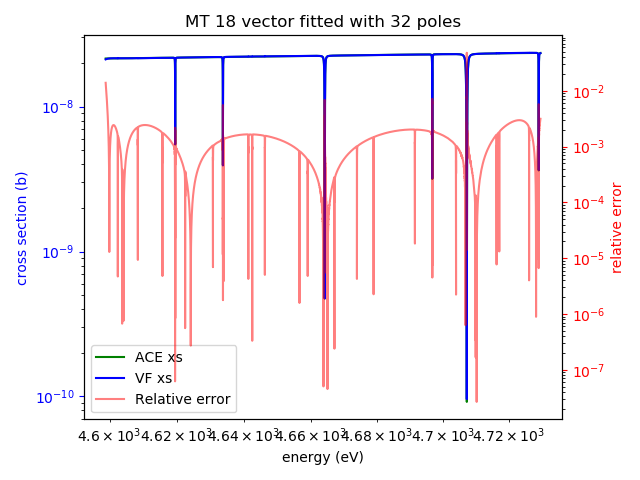 MT 18 vector fitted with 32 poles
10⁻⁸
10⁻⁹
10⁻¹⁰
cross section (b)
10⁻²
10⁻³
10⁻⁴
10⁻⁵
10⁻⁶
10⁻⁷
relative error
ACE xs
VF xs
Relative error
4.6 × 10³ 4.62 × 10³ 4.64 × 10³ 4.66 × 10³ 4.68 × 10³ 4.7 × 10³ 4.72 × 10³
energy (eV)